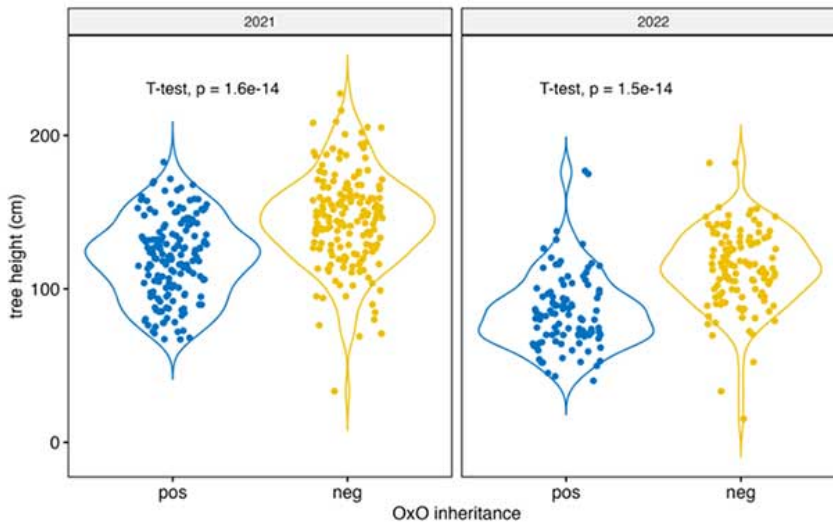 2021
2022
T-test, p = 1.6e-14
T-test, p = 1.5e-14
tree height (cm)
200
100
0
pos
neg
pos
neg
OxO inheritance